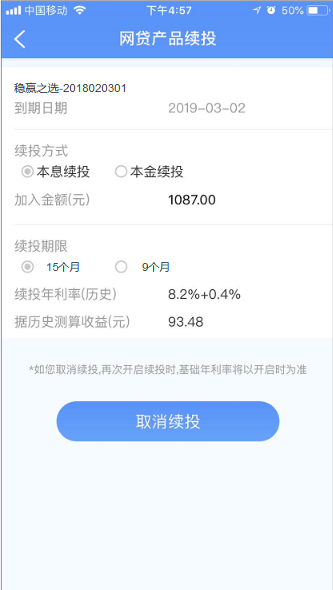 中国移动 下午4:57 50%
网贷产品续投
稳赢之选-2018020301
到期日期 2019-03-02
续投方式
本息续投 本金续投
加入金额(元) 1087.00
续投期限
15个月 9个月
续投年利率(历史) 8.2%+0.4%
据历史测算收益(元) 93.48
*如您取消续投,再次开启续投时,基础年利率将以开启时为准
取消续投